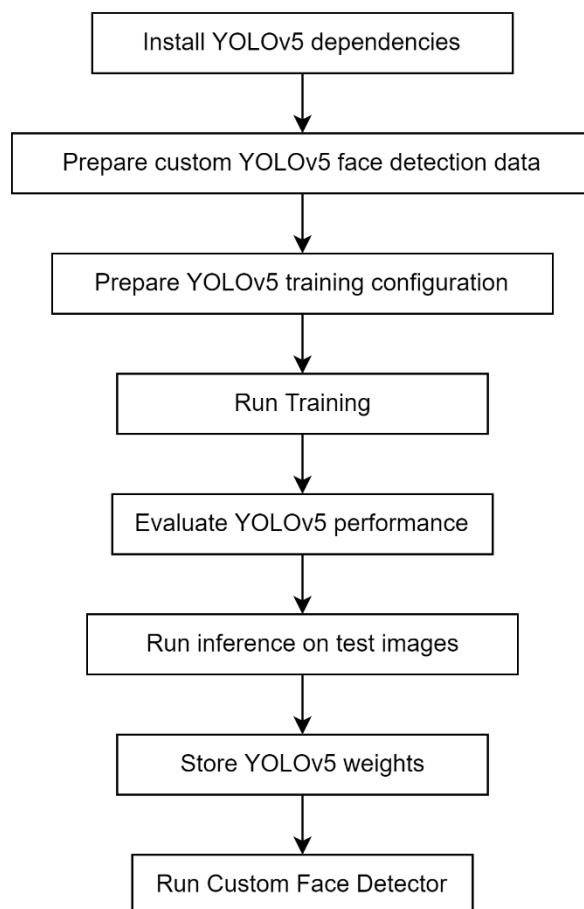 Install YOLOv5 dependencies
Prepare custom YOLOv5 face detection data
Prepare YOLOv5 training configuration
Run Training
Evaluate YOLOv5 performance
Run inference on test images
Store YOLOv5 weights
Run Custom Face Detector